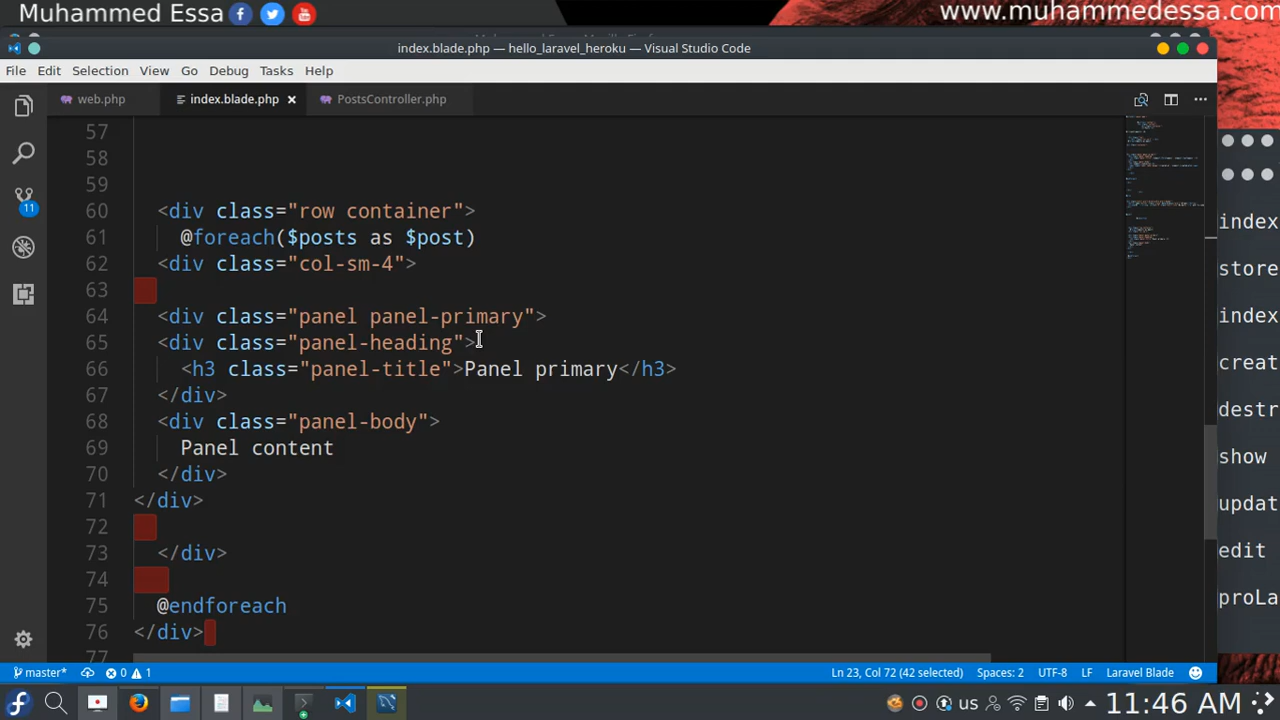 Muhammed Essa
www.muhammedessa.com
index.blade.php — hello_laravel_heroku — Visual Studio Code
File Edit Selection View Go Debug Tasks Help
web.php index.blade.php × PostsController.php
57
58
59
60 <div class="row container">
61 @foreach($posts as $post)
62 <div class="col-sm-4">
63
64 <div class="panel panel-primary">
65 <div class="panel-heading">
66 <h3 class="panel-title">Panel primary</h3>
67 </div>
68 <div class="panel-body">
69 Panel content
70 </div>
71 </div>
72
73 </div>
74
75 @endforeach
76 </div>
77
index
store
index
creat
destr
show
updat
edit
proLa
11
master* 0 1 Ln 23, Col 72 (42 selected) Spaces: 2 UTF-8 LF Laravel Blade
us 11:46 AM